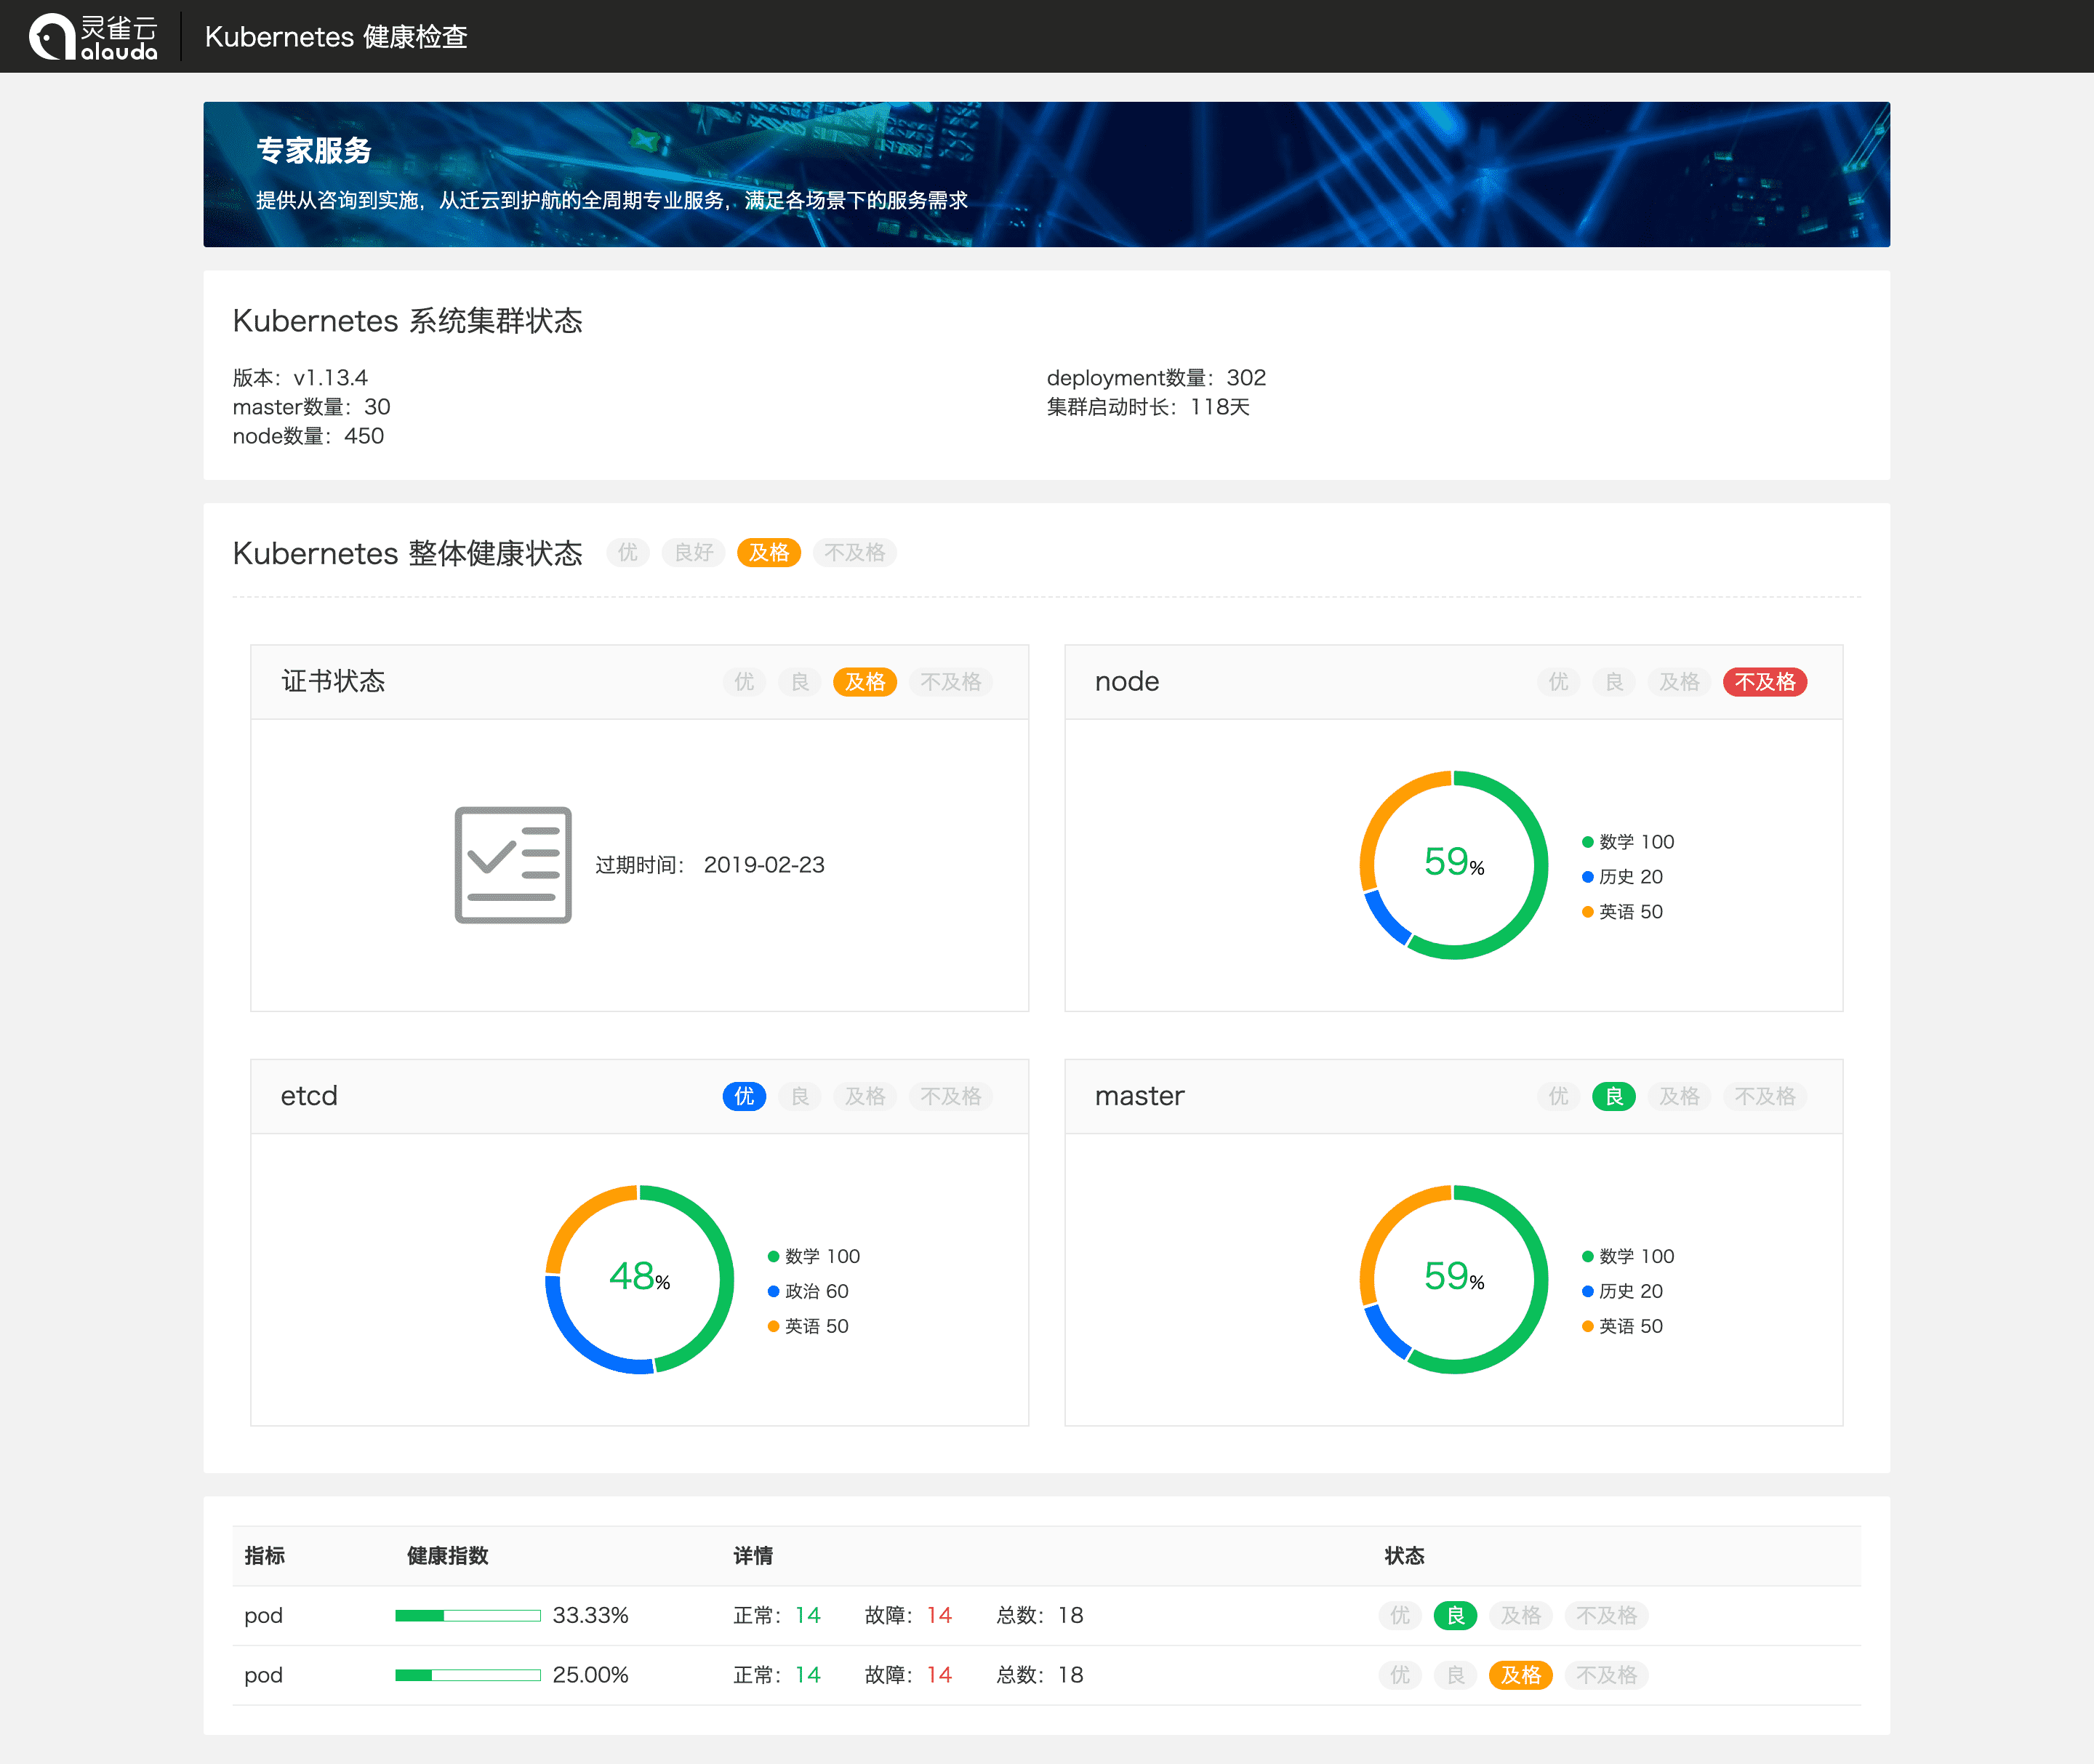 灵雀云
alauda
Kubernetes 健康检查
专家服务
提供从咨询到实施，从迁云到护航的全周期专业服务，满足各场景下的服务需求
Kubernetes 系统集群状态
版本：v1.13.4
master数量：30
node数量：450
deployment数量：302
集群启动时长：118天
Kubernetes 整体健康状态 优 良好 及格 不及格
证书状态 优 良 及格 不及格
过期时间： 2019-02-23
node 优 良 及格 不及格
59%
数学 100
历史 20
英语 50
etcd 优 良 及格 不及格
48%
数学 100
政治 60
英语 50
master 优 良 及格 不及格
59%
数学 100
历史 20
英语 50
指标 健康指数 详情 状态
pod 33.33% 正常：14 故障：14 总数：18 优 良 及格 不及格
pod 25.00% 正常：14 故障：14 总数：18 优 良 及格 不及格